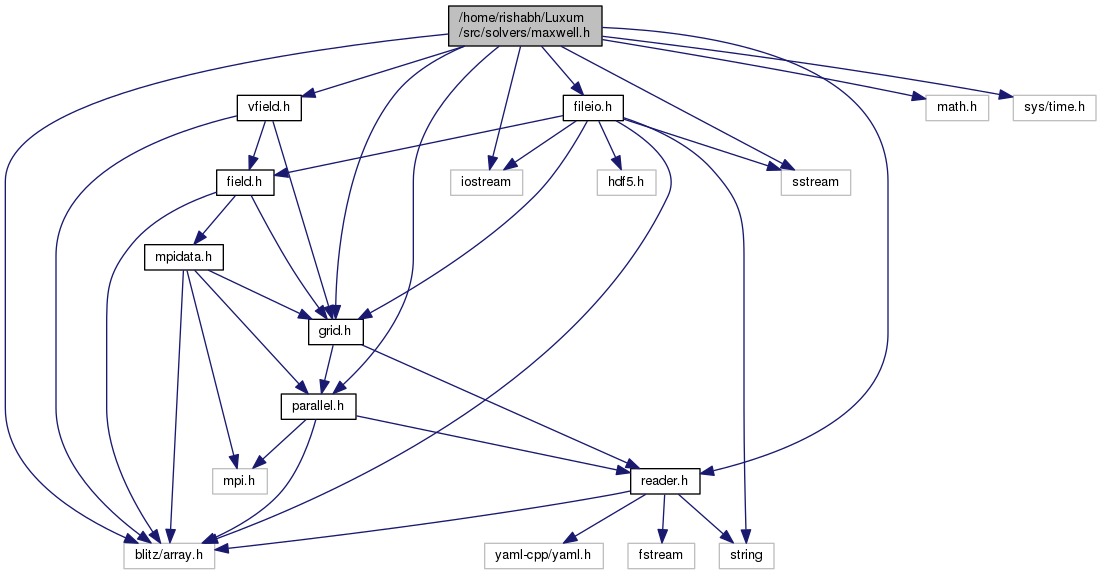 /home/rishabh/Luxum
/src/solvers/maxwell.h
vfield.h
fileio.h
math.h
sys/time.h
field.h
iostream
hdf5.h
sstream
mpidata.h
grid.h
parallel.h
mpi.h
reader.h
blitz/array.h
yaml-cpp/yaml.h
fstream
string